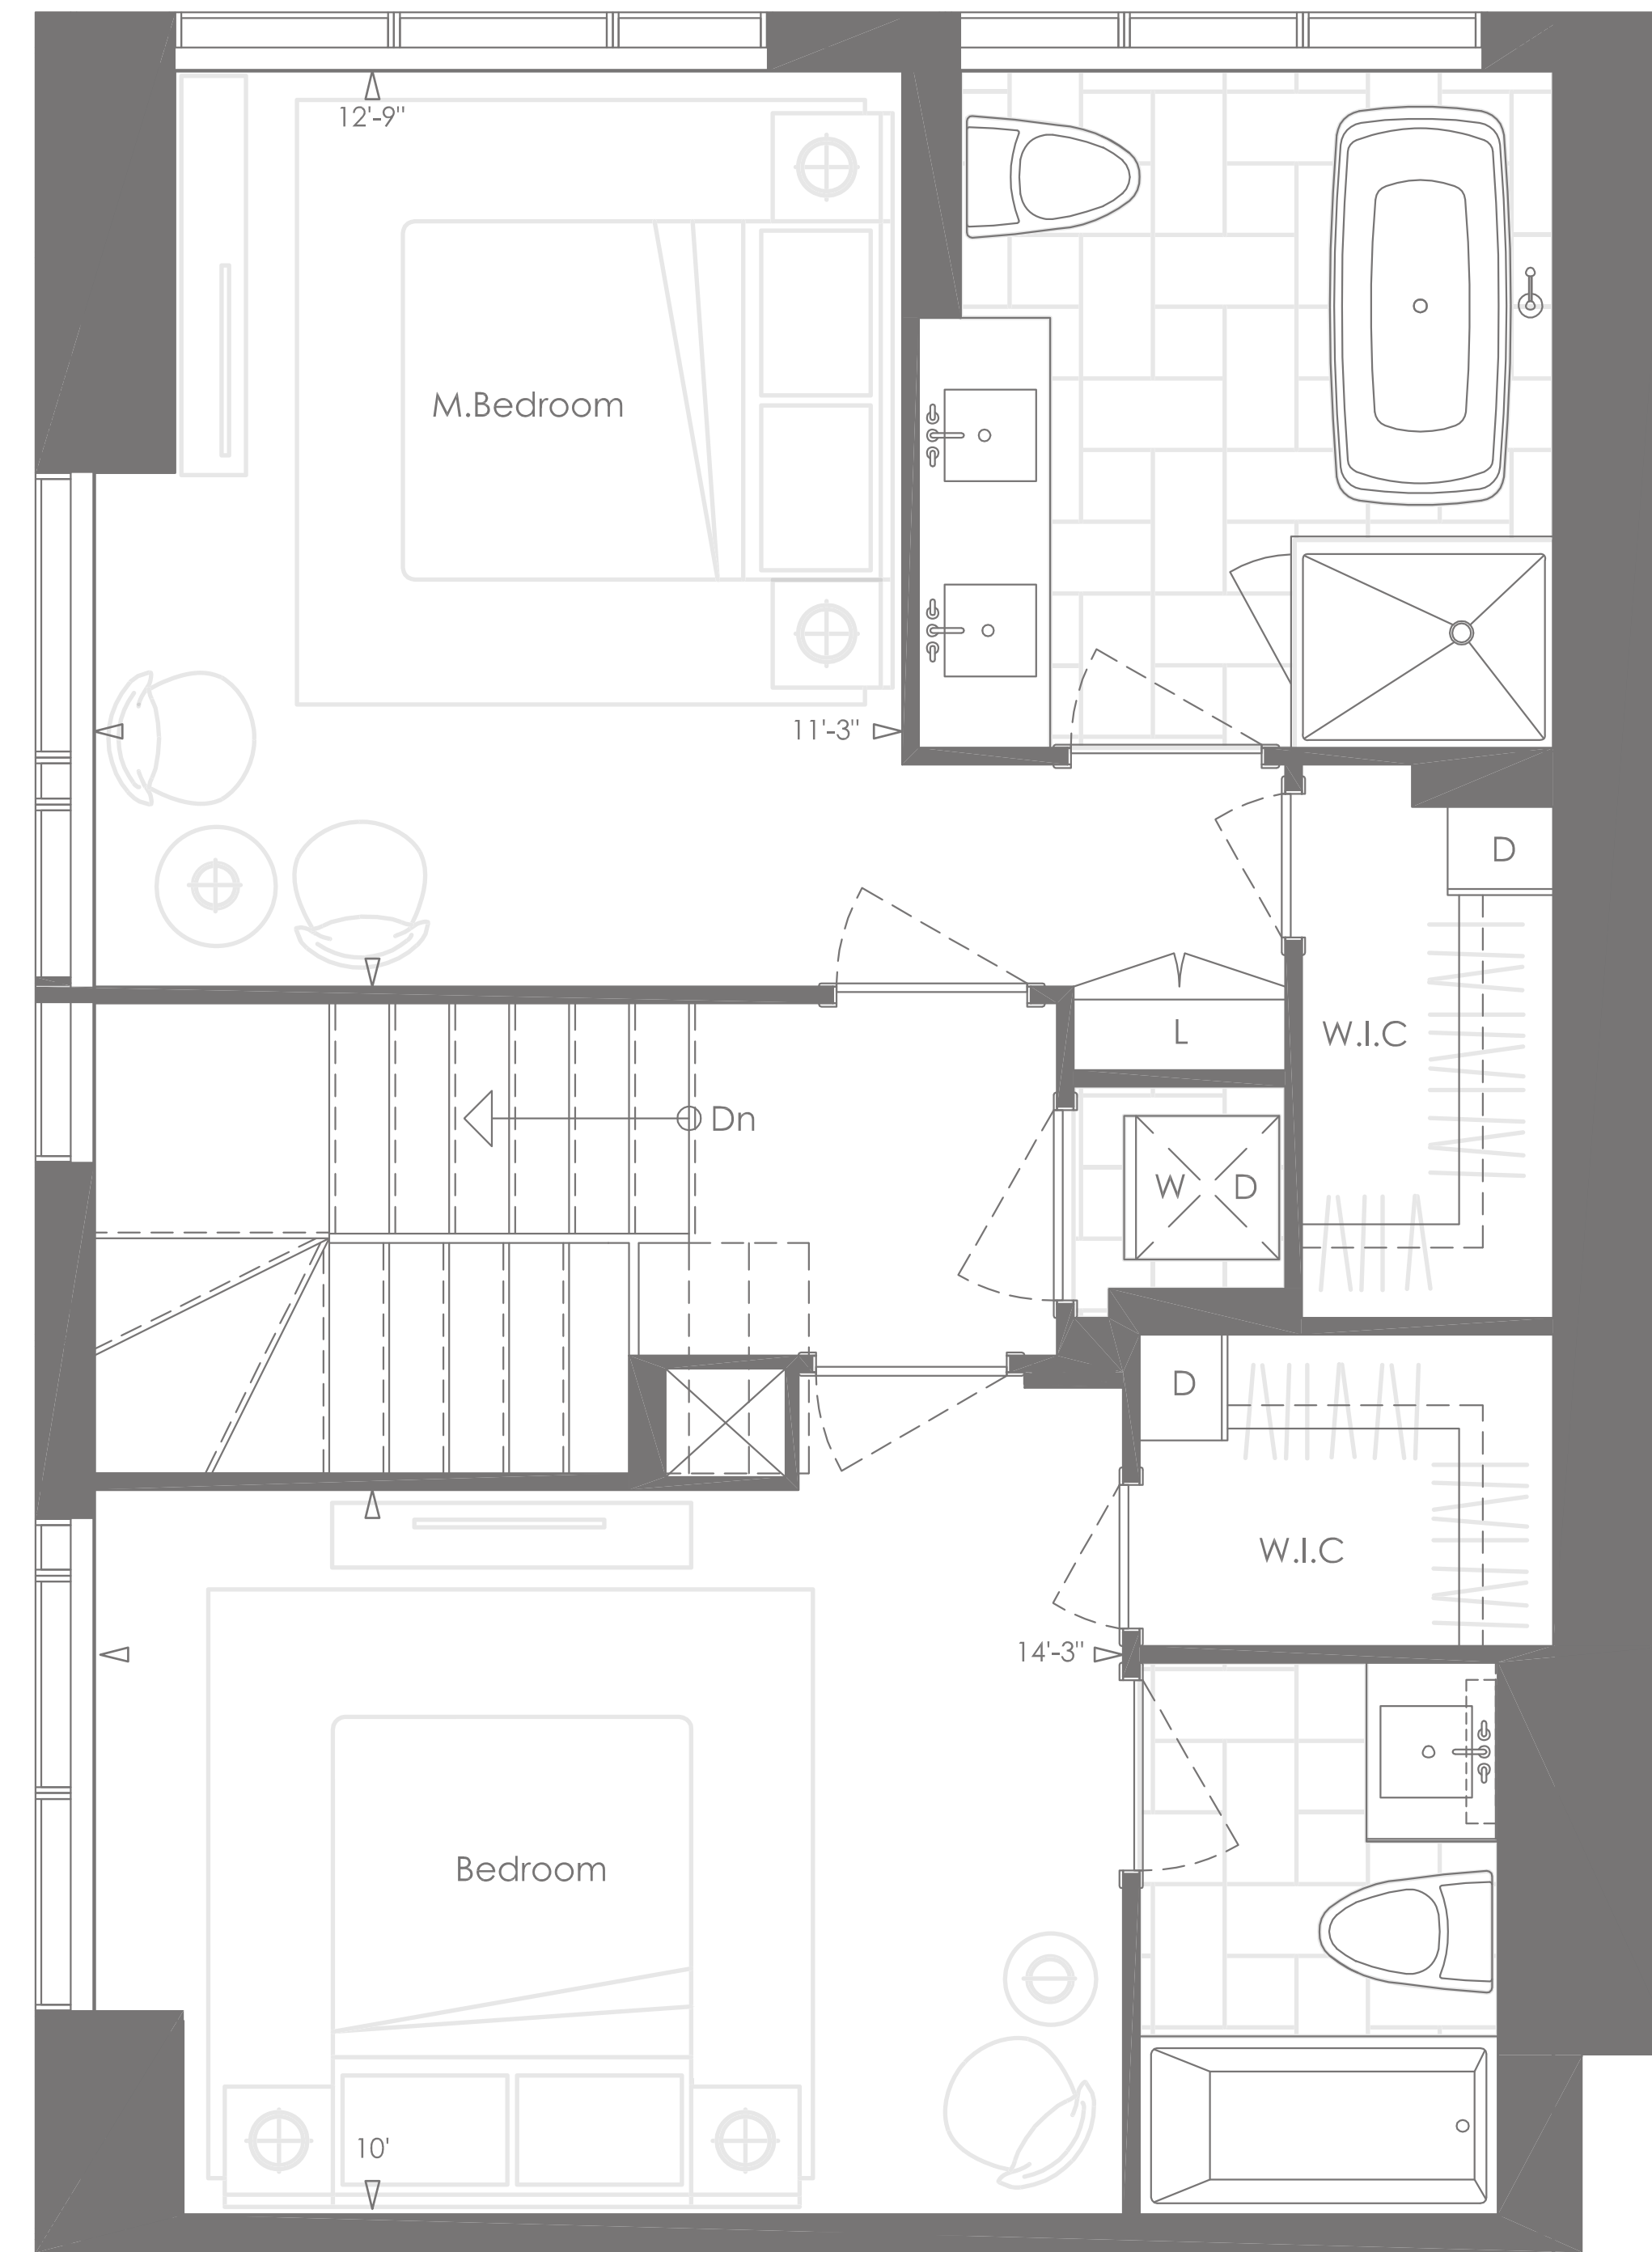 12'-9"
M.Bedroom
11'-3"
D
W.I.C
L
Dn
W D
D
W.I.C
14'-3"
Bedroom
10'